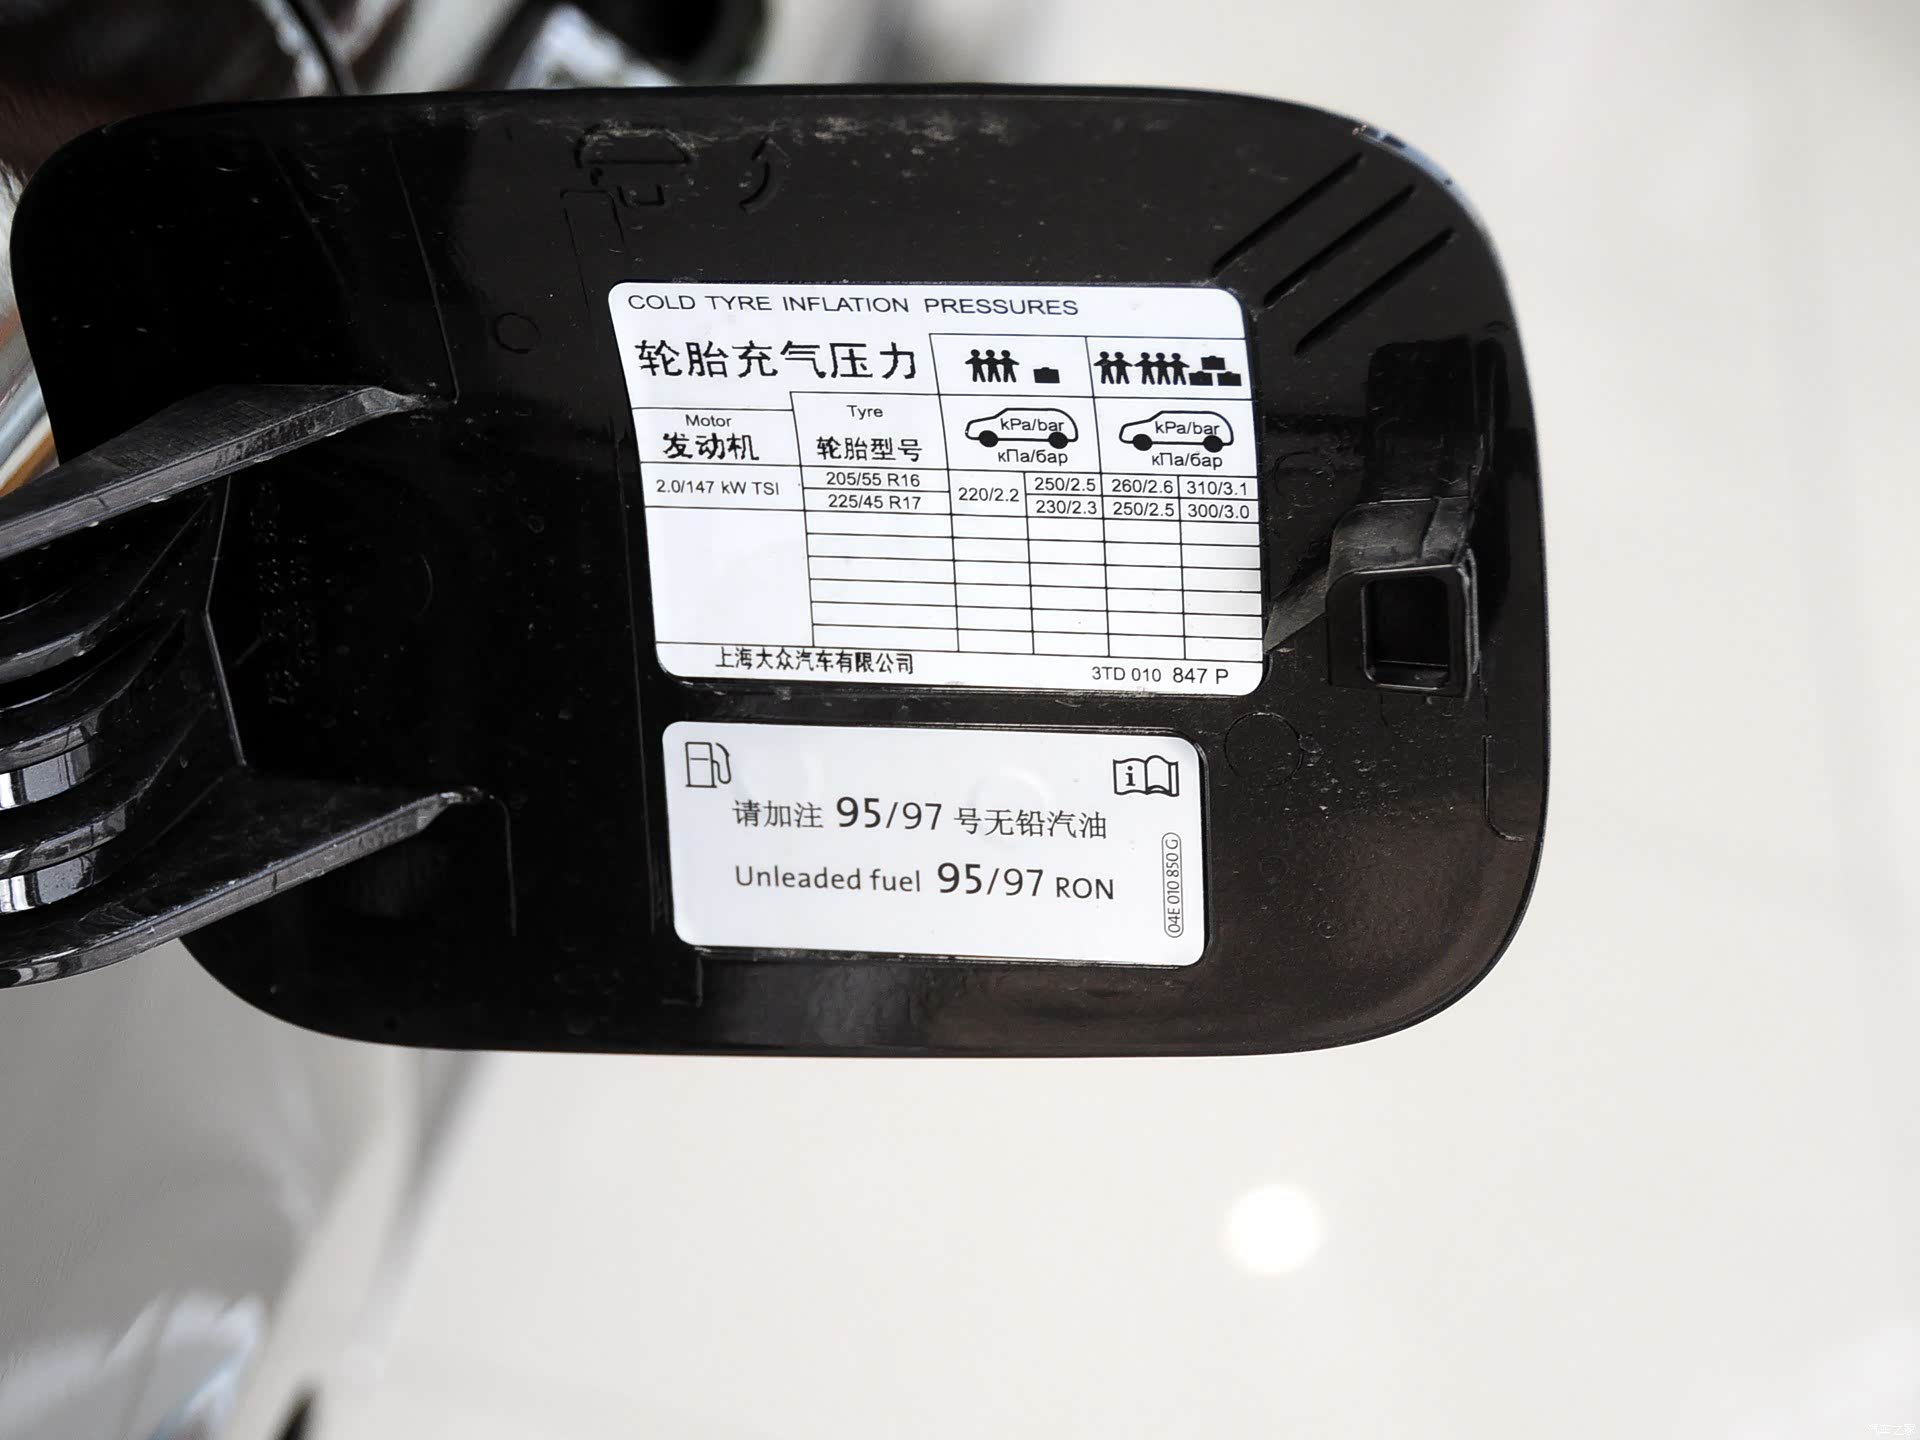 COLD TYRE INFLATION PRESSURES
轮胎充气压力
Motor
发动机
Tyre
轮胎型号
kPa/bar
кПа/бар
kPa/bar
кПа/бар
2.0/147 kW TSI
205/55 R16
220/2.2
250/2.5
260/2.6
310/3.1
225/45 R17
230/2.3
250/2.5
300/3.0
上海大众汽车有限公司
3TD 010 847 P
请加注 95/97 号无铅汽油
Unleaded fuel 95/97 RON
04E 010 850 G
汽车之家